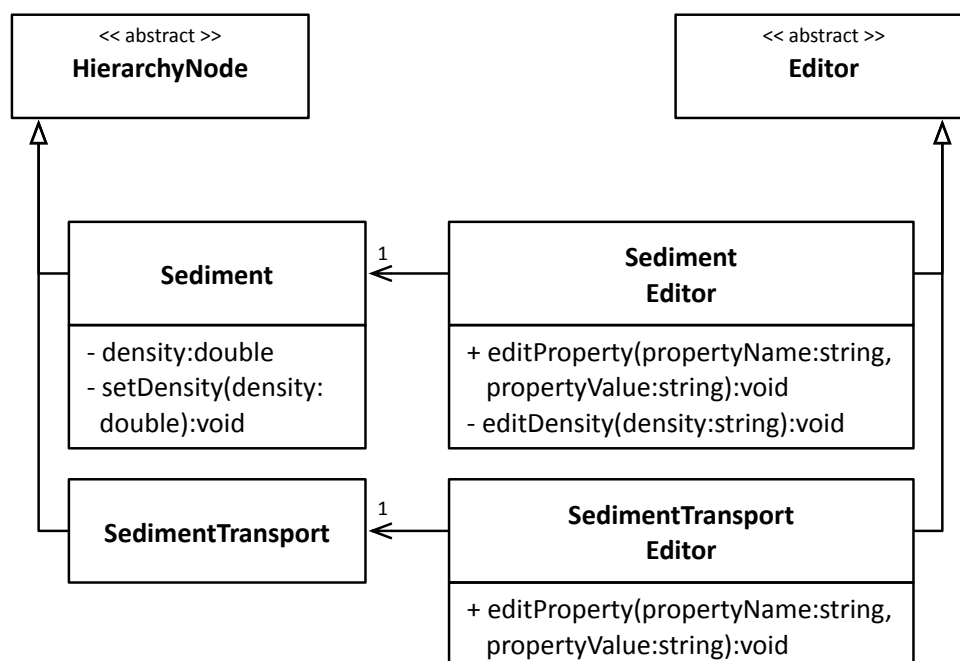 << abstract >>
HierarchyNode
<< abstract >>
Editor
Sediment
- density:double
- setDensity(density:
double):void
1
Sediment
Editor
+ editProperty(propertyName:string,
propertyValue:string):void
- editDensity(density:string):void
SedimentTransport
1
SedimentTransport
Editor
+ editProperty(propertyName:string,
propertyValue:string):void